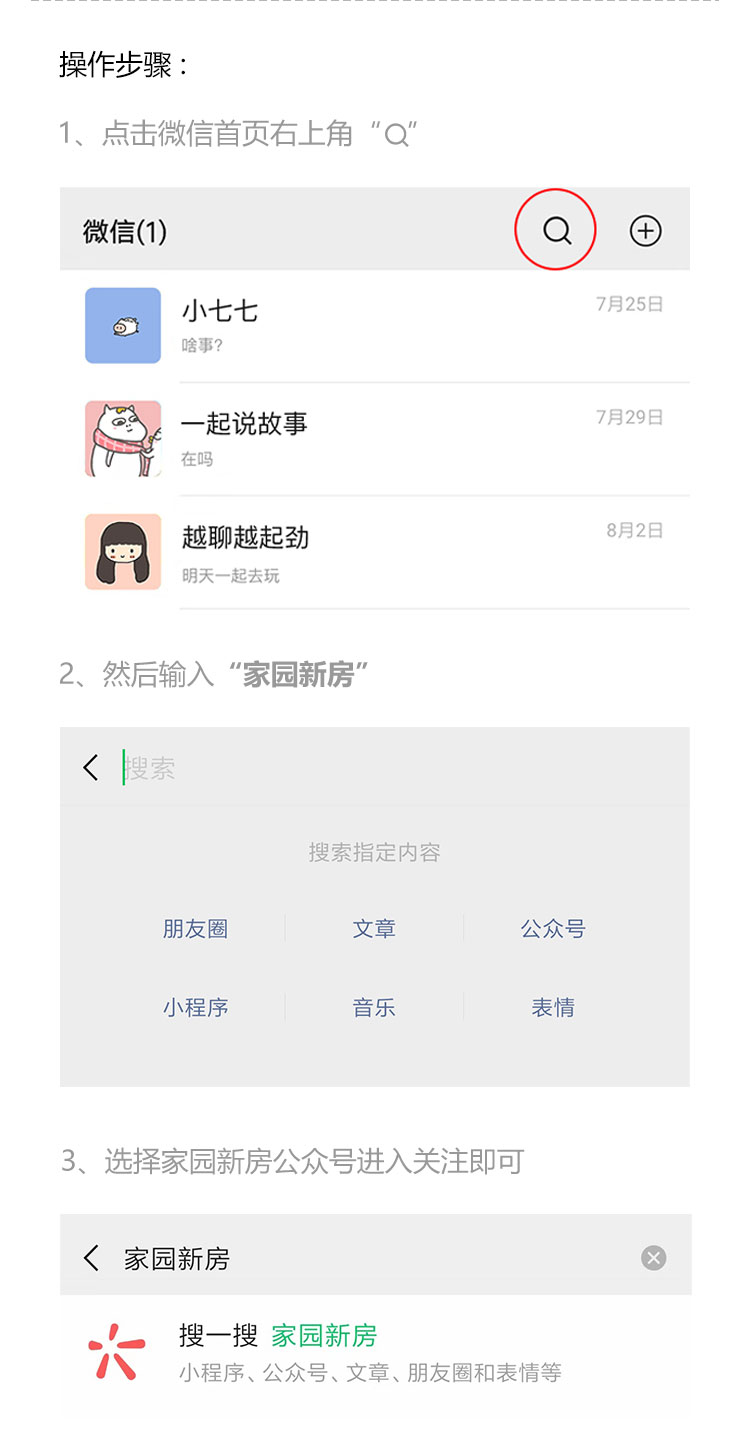 操作步骤：
1、点击微信首页右上角“Q”
微信(1)
小七七
7月25日
啥事?
一起说故事
7月29日
在吗
越聊越起劲
8月2日
明天一起去玩
2、然后输入“家园新房”
搜索
搜索指定内容
朋友圈 文章 公众号
小程序 音乐 表情
3、选择家园新房公众号进入关注即可
家园新房
搜一搜 家园新房
小程序、公众号、文章、朋友圈和表情等